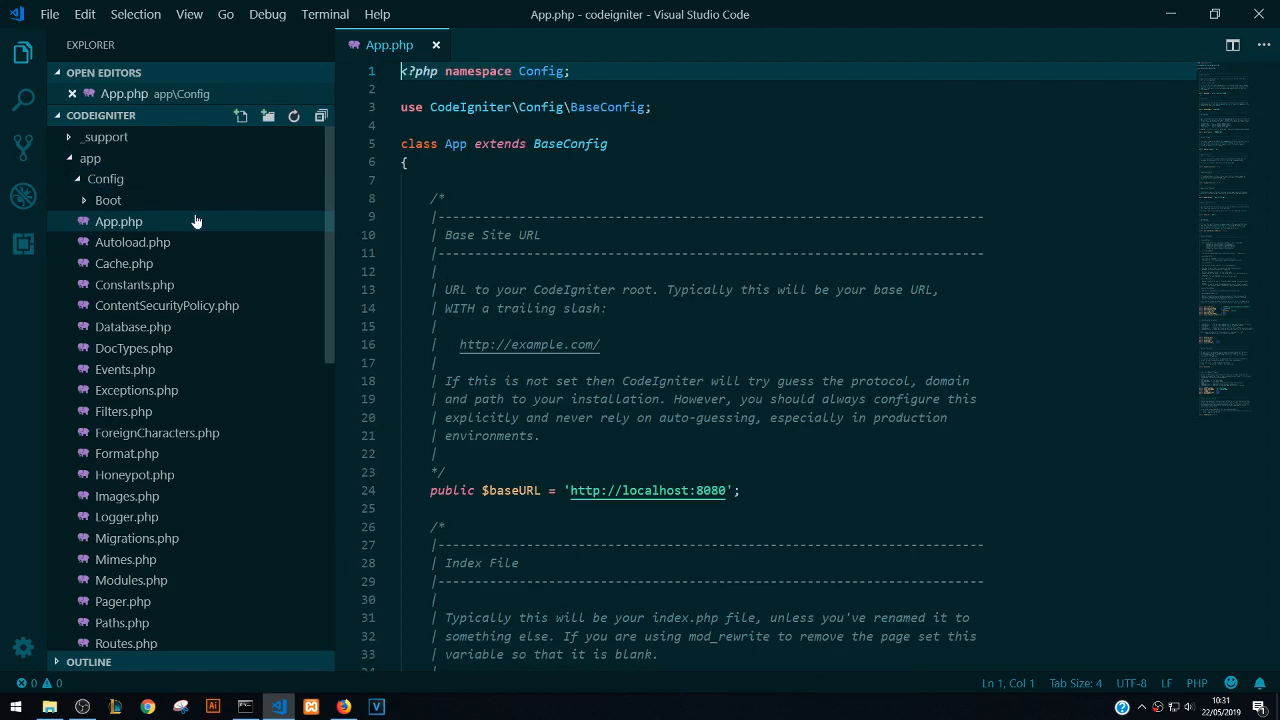 File Edit Selection View Go Debug Terminal Help
App.php - codeigniter - Visual Studio Code
EXPLORER
OPEN EDITORS
App.php app\Config
CODEIGNITER
_support
app
Config
Boot
App.php
Autoload.php
Cache.php
Constants.php
ContentSecurityPolicy.php
Database.php
DocTypes.php
Events.php
Exceptions.php
Filters.php
ForeignCharacters.php
Format.php
Honeypot.php
Images.php
Logger.php
Migrations.php
Mimes.php
Modules.php
Pager.php
Paths.php
Routes.php
OUTLINE
App.php
1 <?php namespace Config;
2
3 use CodeIgniter\Config\BaseConfig;
4
5 class App extends BaseConfig
6 {
7
8 /*
9 |--------------------------------------------------------------------------
10 | Base Site URL
11 |--------------------------------------------------------------------------
12 |
13 | URL to your CodeIgniter root. Typically this will be your base URL,
14 | WITH a trailing slash:
15 |
16 | http://example.com/
17 |
18 | If this is not set then CodeIgniter will try guess the protocol, domain
19 | and path to your installation. However, you should always configure this
20 | explicitly and never rely on auto-guessing, especially in production
21 | environments.
22 |
23 */
24 public $baseURL = 'http://localhost:8080';
25
26 /*
27 |--------------------------------------------------------------------------
28 | Index File
29 |--------------------------------------------------------------------------
30 |
31 | Typically this will be your index.php file, unless you've renamed it to
32 | something else. If you are using mod_rewrite to remove the page set this
33 | variable so that it is blank.
34 |
0 0
Ln 1, Col 1 Tab Size: 4 UTF-8 LF PHP
10:31
22/05/2019